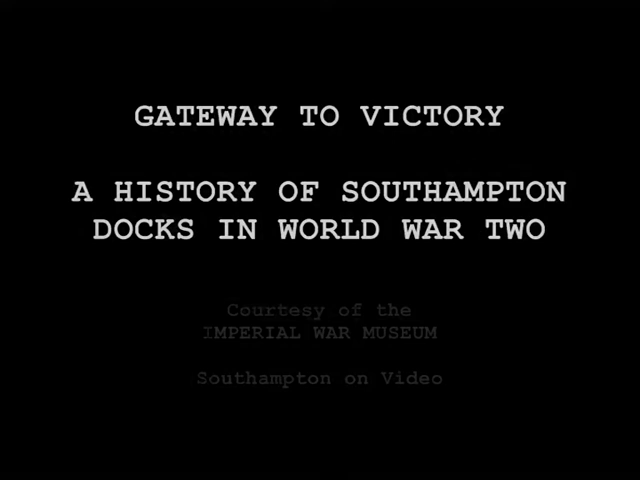 GATEWAY TO VICTORY
A HISTORY OF SOUTHAMPTON
DOCKS IN WORLD WAR TWO
Courtesy of the
IMPERIAL WAR MUSEUM
Southampton on Video